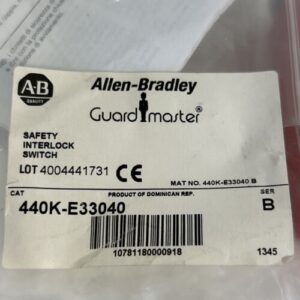 A-B
QUALITY
Allen-Bradley
Guardmaster®
SAFETY
INTERLOCK
SWITCH
LOT 4004441731 CE
MAT NO. 440K-E33040 B
CAT PRODUCT OF DOMINICAN REP. SER
440K-E33040 B
10781180000918 1345